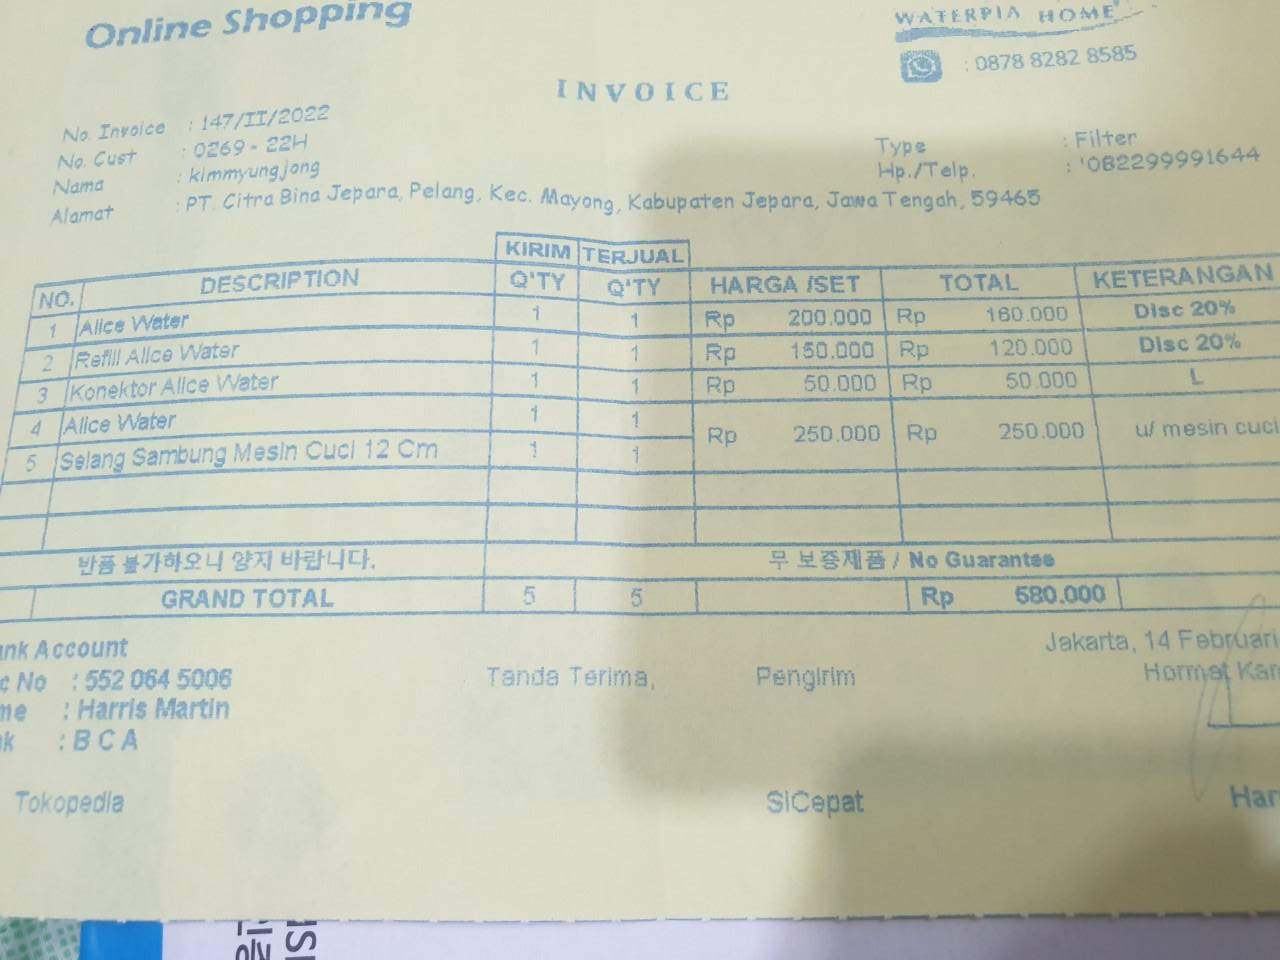 Online Shopping
WATERPIA HOME
: 0878 8282 8585
INVOICE
No. Invoice : 147/II/2022
No. Cust : 0269 - 22H
Nama : kimmyungjong
Alamat : PT. Citra Bina Jepara, Pelang, Kec. Mayong, Kabupaten Jepara, Jawa Tengah, 59465
Type : Filter
Hp./Telp. : '082299991644
KIRIM TERJUAL
NO. DESCRIPTION Q'TY Q'TY HARGA /SET TOTAL KETERANGAN
1 Alice Water 1 1 Rp 200.000 Rp 160.000 Disc 20%
2 Refill Alice Water 1 1 Rp 150.000 Rp 120.000 Disc 20%
3 Konektor Alice Water 1 1 Rp 50.000 Rp 50.000 L
4 Alice Water 1 1 Rp 250.000 Rp 250.000 u/ mesin cuci
5 Selang Sambung Mesin Cuci 12 Cm 1 1
반품 불가하오니 양지 바랍니다. 무 보증제품 / No Guarantee
GRAND TOTAL 5 5 Rp 580.000
Account
No : 552 064 5006
: Harris Martin
: B C A
Tanda Terima, Pengirim
Jakarta, 14 Februari
Hormat
Tokopedia SiCepat